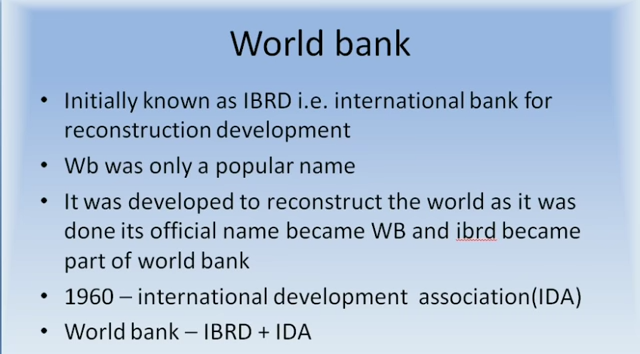 World bank
• Initially known as IBRD i.e. international bank for
reconstruction development
• Wb was only a popular name
• It was developed to reconstruct the world as it was
done its official name became WB and ibrd became
part of world bank
• 1960 – international development  association(IDA)
• World bank – IBRD + IDA